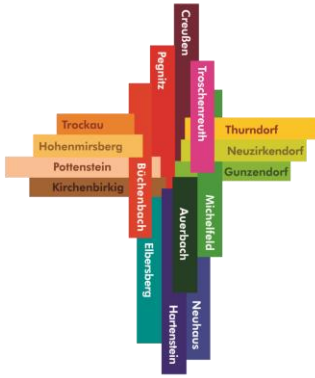 Creußen
Pegnitz
Troschenreuth
Trockau
Thurndorf
Hohenmirsberg
Neuzirkendorf
Pottenstein
Gunzendorf
Kirchenbirkig
Büchenbach
Auerbach
Michelfeld
Elbersberg
Hartenstein
Neuhaus